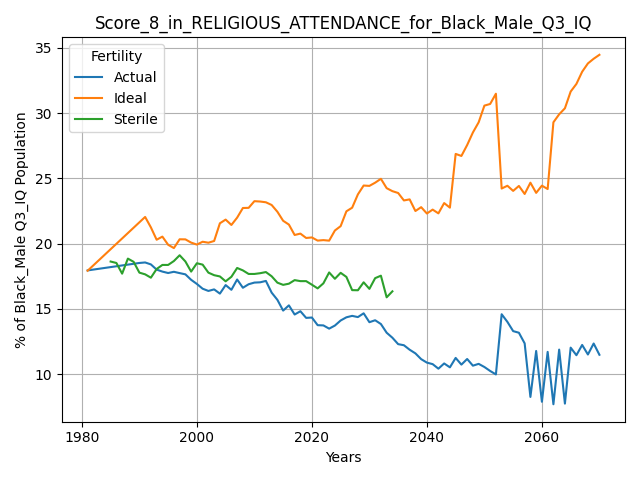 Score_8_in_RELIGIOUS_ATTENDANCE_for_Black_Male_Q3_IQ
Fertility
Actual
Ideal
Sterile
% of Black_Male Q3_IQ Population
35
30
25
20
15
10
1980
2000
2020
2040
2060
Years